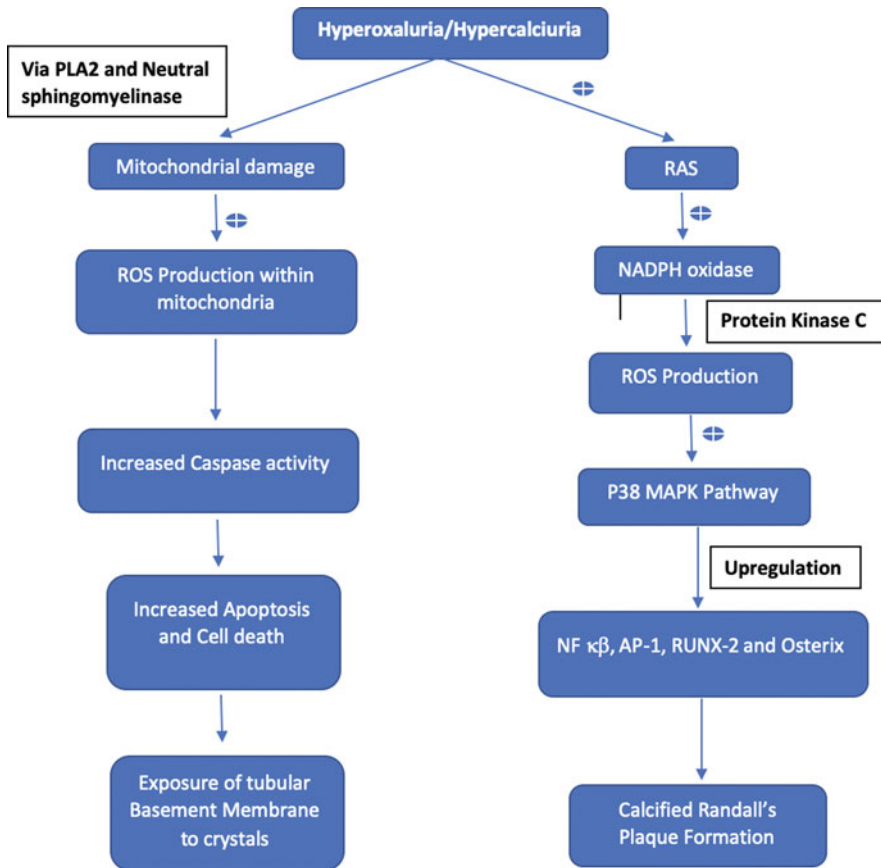 Hyperoxaluria/Hypercalciuria
Via PLA2 and Neutral
sphingomyelinase
Mitochondrial damage
ROS Production within
mitochondria
Increased Caspase activity
Increased Apoptosis
and Cell death
Exposure of tubular
Basement Membrane
to crystals
RAS
NADPH oxidase
Protein Kinase C
ROS Production
P38 MAPK Pathway
Upregulation
NF κβ, AP-1, RUNX-2 and Osterix
Calcified Randall's
Plaque Formation